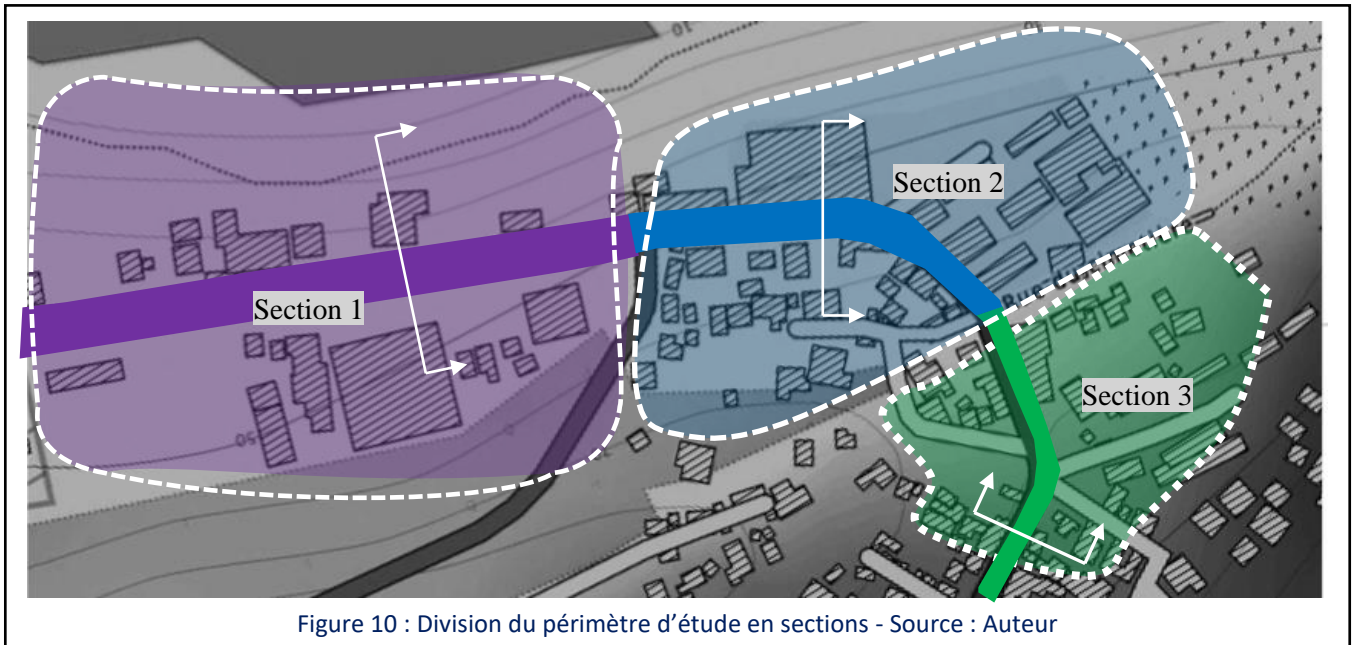 Section 1
Section 2
Section 3
Figure 10 : Division du périmètre d’étude en sections - Source : Auteur